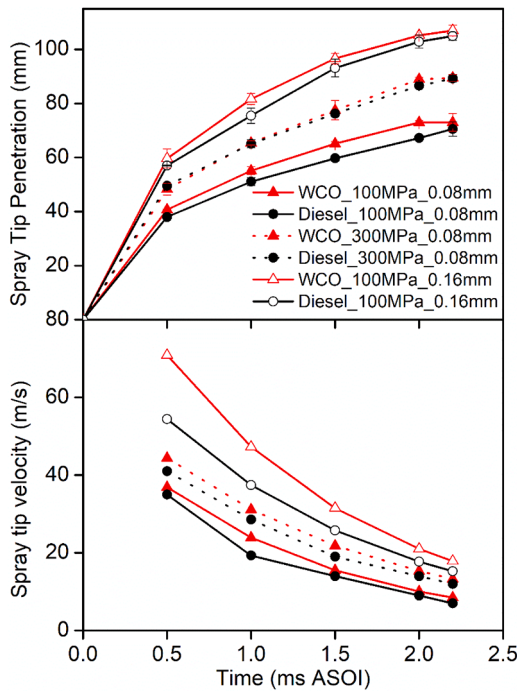 100
80
60
40
20
80
60
40
20
0
Spray Tip Penetration (mm)
WCO_100MPa_0.08mm
Diesel_100MPa_0.08mm
WCO_300MPa_0.08mm
Diesel_300MPa_0.08mm
WCO_100MPa_0.16mm
Diesel_100MPa_0.16mm
Spray tip velocity (m/s)
0.0 0.5 1.0 1.5 2.0 2.5
Time (ms ASOI)